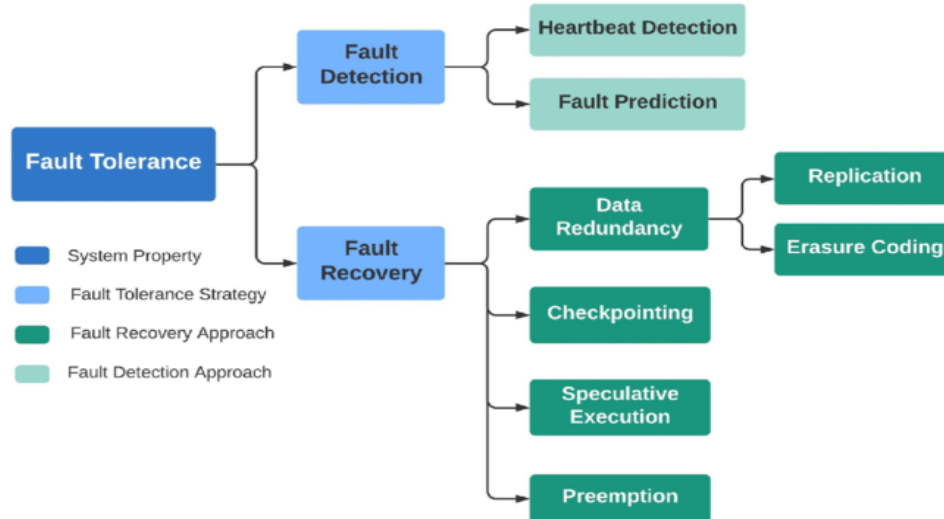 Heartbeat Detection
Fault
Detection
Fault Prediction
Fault Tolerance
Replication
Data
Redundancy
Erasure Coding
Fault
Recovery
Checkpointing
Speculative
Execution
Preemption
System Property
Fault Tolerance Strategy
Fault Recovery Approach
Fault Detection Approach